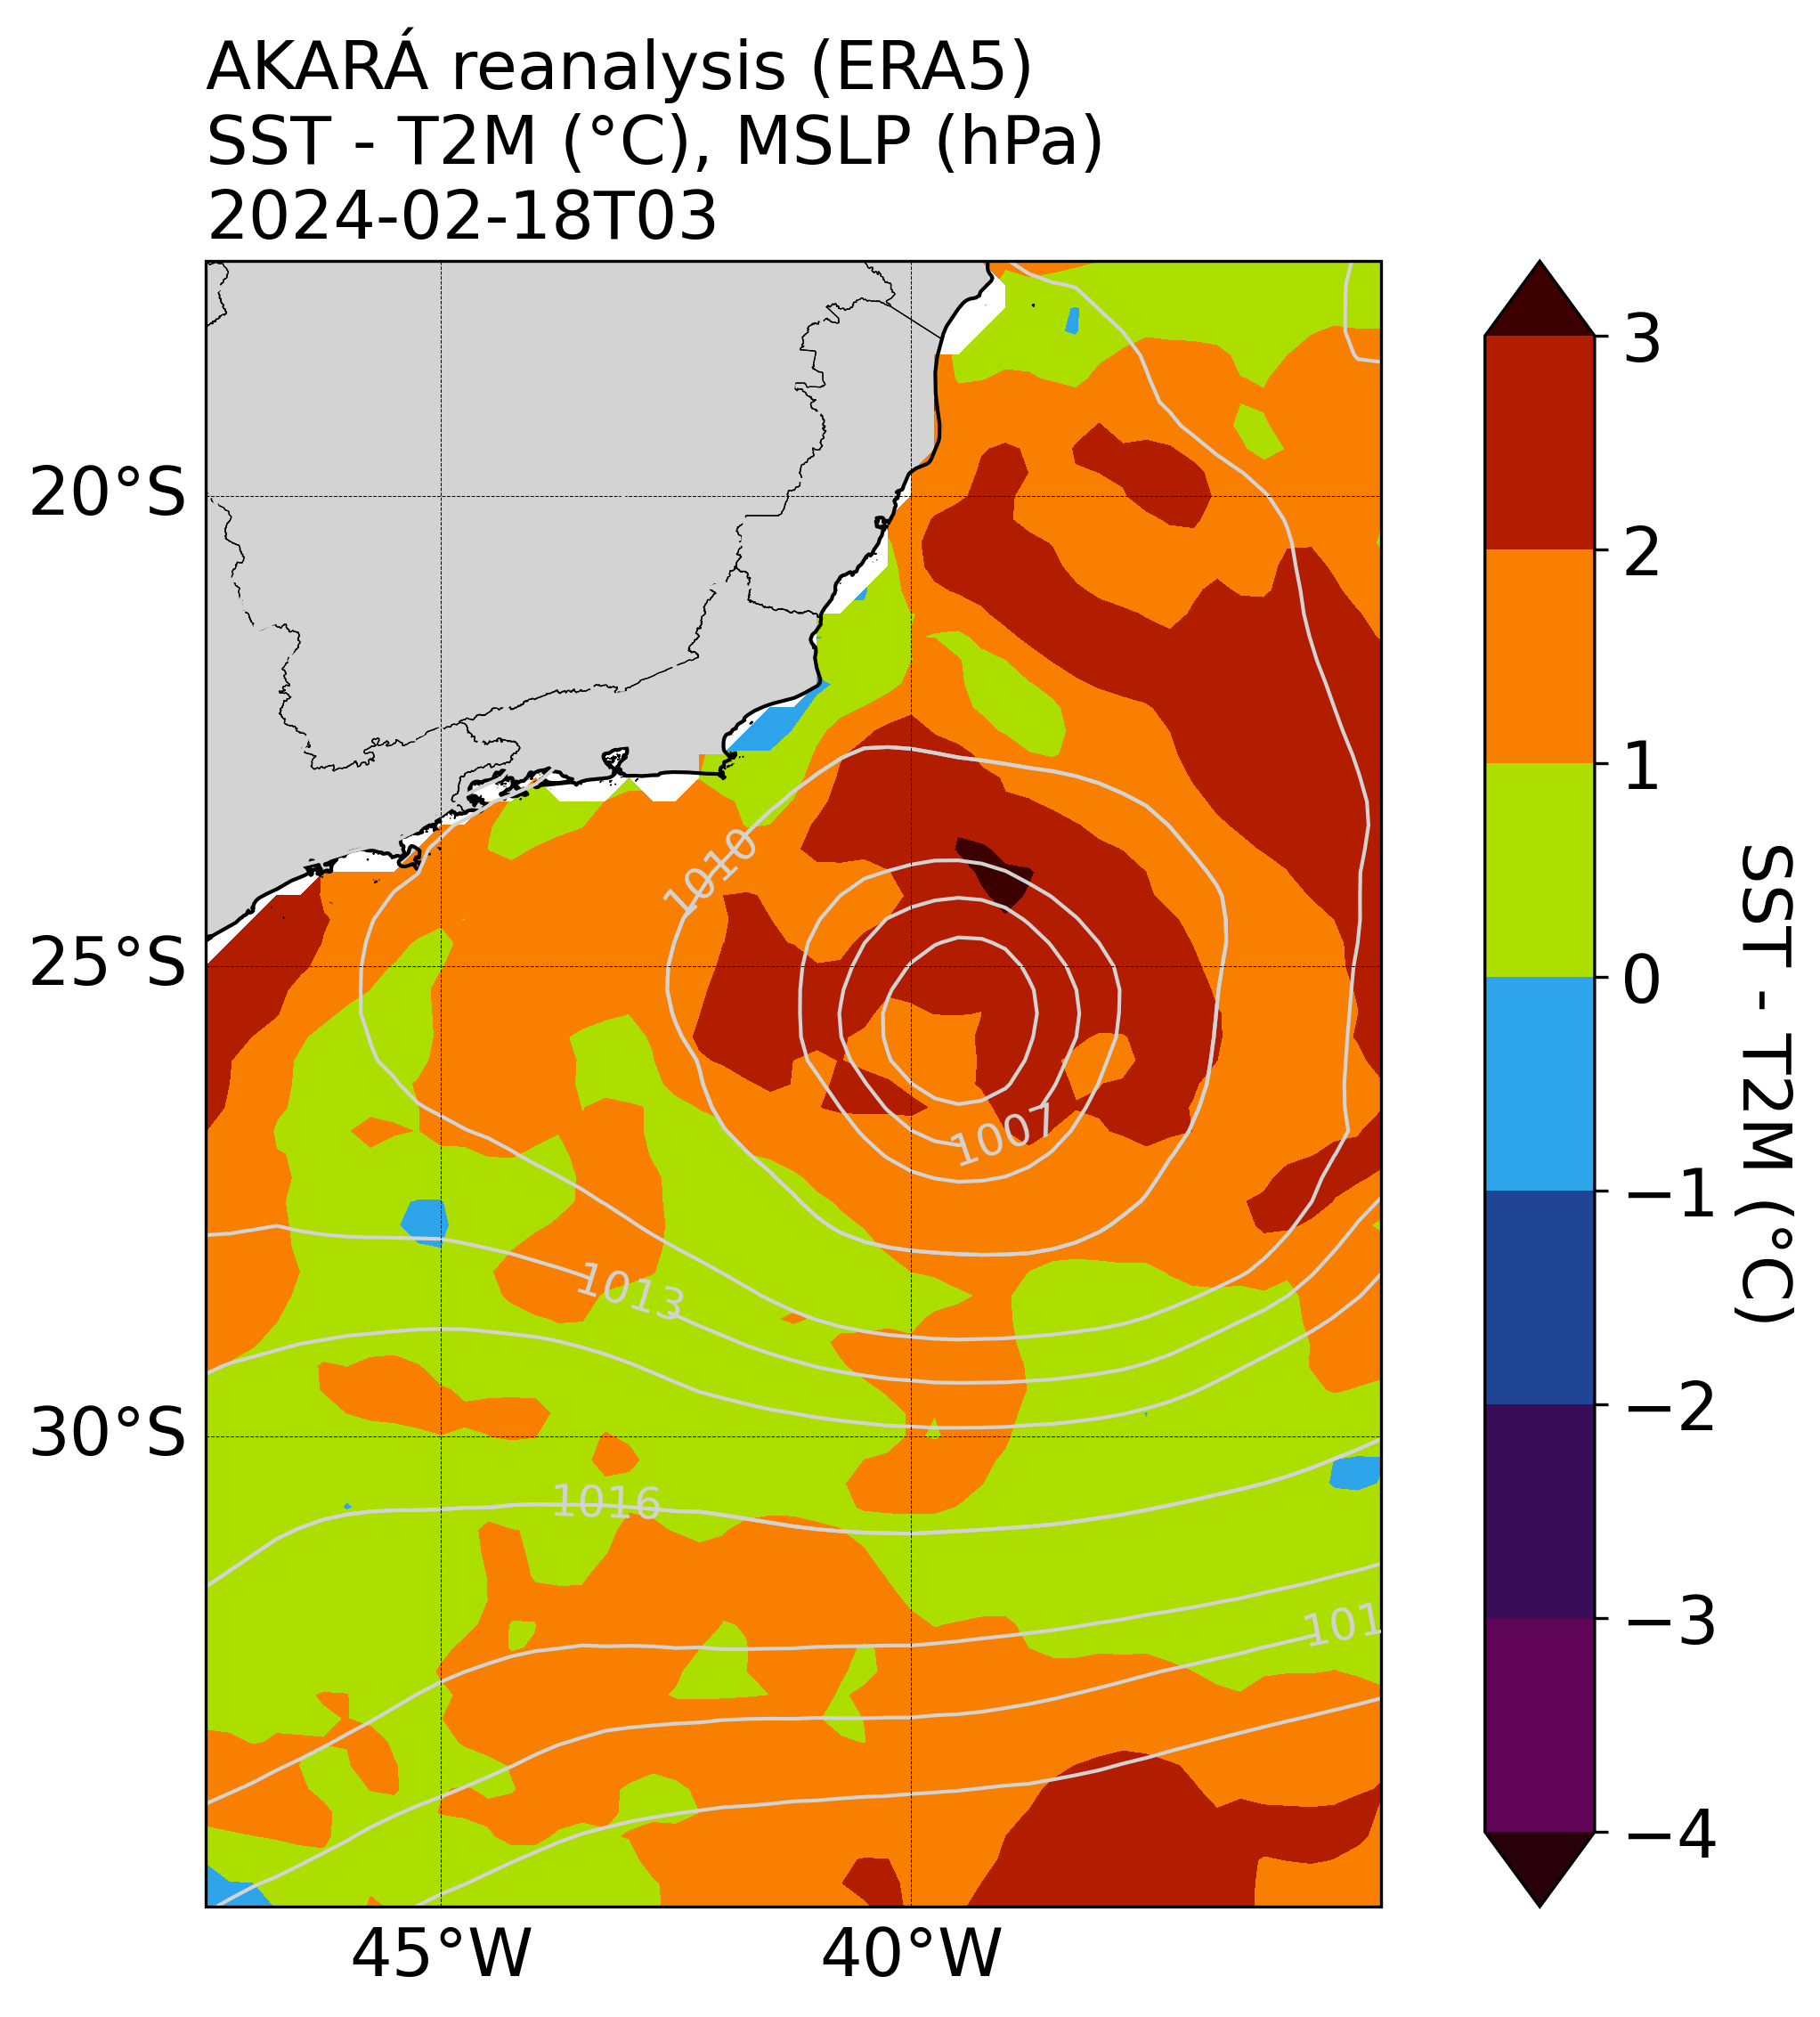 AKARÁ reanalysis (ERA5)
SST - T2M (°C), MSLP (hPa)
2024-02-18T03
20°S
25°S
30°S
45°W
40°W
1010
1007
1013
1016
101
3
2
1
0
−1
−2
−3
−4
SST - T2M (°C)